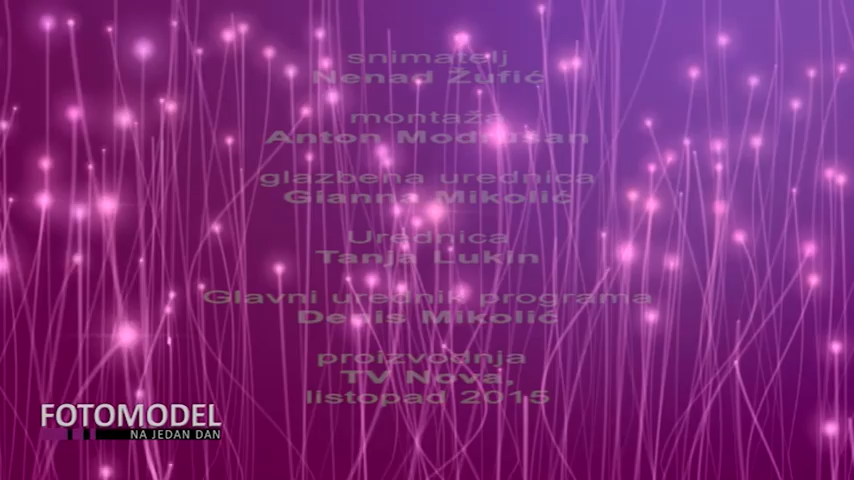 snimatelj
Nenad Žufić
montaža
Anton Modrušan
glazbena urednica
Gianna Mikolić
Urednica
Tanja Lukin
Glavni urednik programa
Denis Mikolić
proizvodnja
TV Nova,
listopad 2015
FOTOMODEL
NA JEDAN DAN